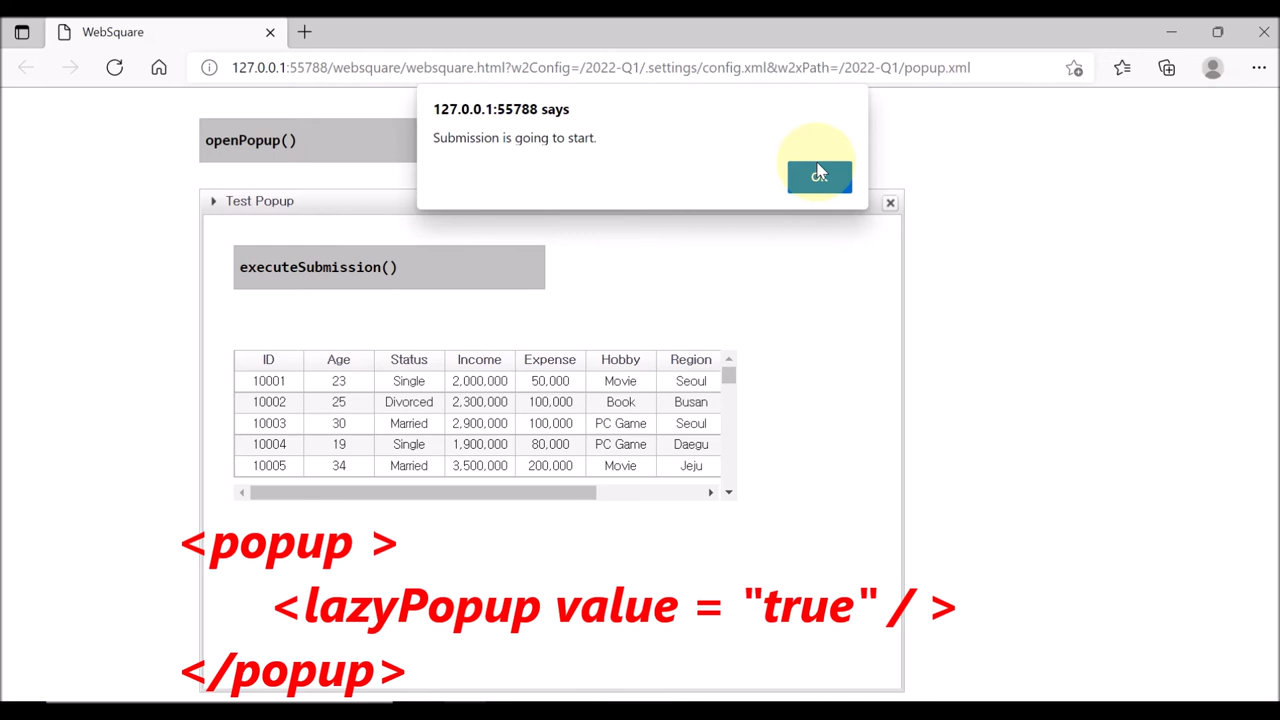 WebSquare
127.0.0.1:55788/websquare/websquare.html?w2Config=/2022-Q1/.settings/config.xml&w2xPath=/2022-Q1/popup.xml
127.0.0.1:55788 says
Submission is going to start.
openPopup()
Test Popup
executeSubmission()
ID Age Status Income Expense Hobby Region
10001 23 Single 2,000,000 50,000 Movie Seoul
10002 25 Divorced 2,300,000 100,000 Book Busan
10003 30 Married 2,900,000 100,000 PC Game Seoul
10004 19 Single 1,900,000 80,000 PC Game Daegu
10005 34 Married 3,500,000 200,000 Movie Jeju
<popup >
<lazyPopup value = "true" / >
</popup>